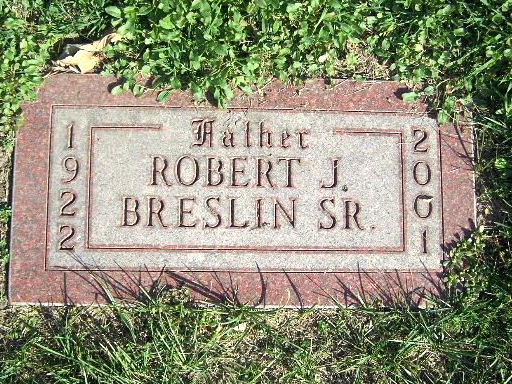 Father
ROBERT J.
BRESLIN SR.
1922
2001